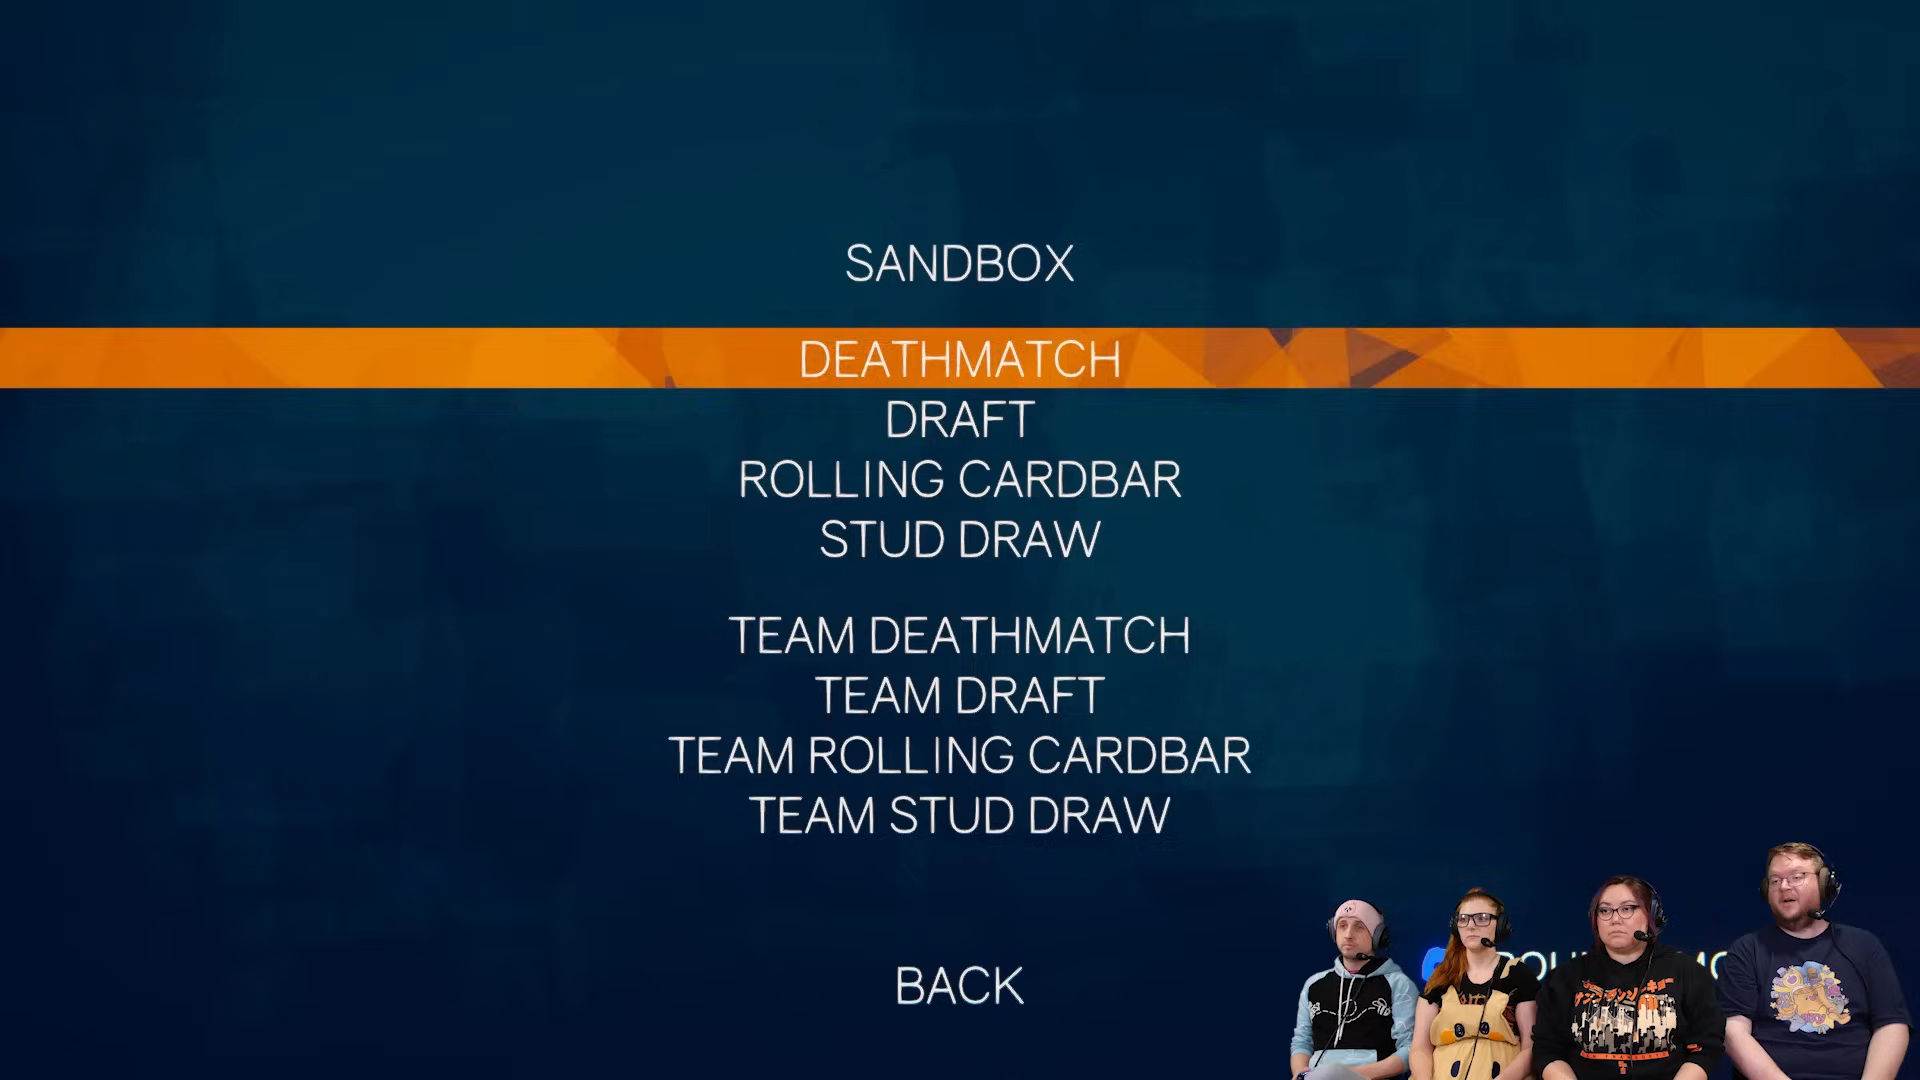 SANDBOX
DEATHMATCH
DRAFT
ROLLING CARDBAR
STUD DRAW
TEAM DEATHMATCH
TEAM DRAFT
TEAM ROLLING CARDBAR
TEAM STUD DRAW
BACK